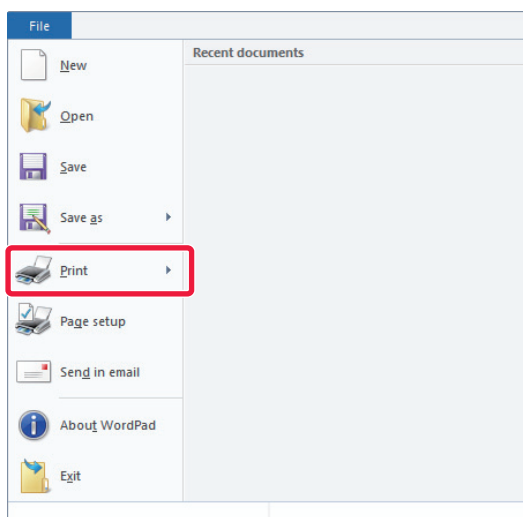 File
Recent documents
New
Open
Save
Save as
Print
Page setup
Send in email
About WordPad
Exit